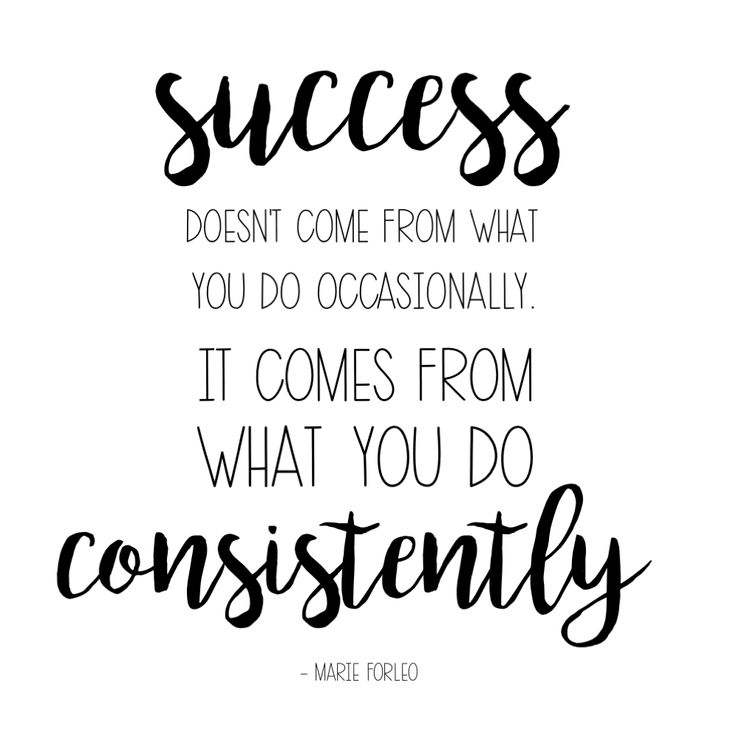 success
DOESN'T COME FROM WHAT
YOU DO OCCASIONALLY.
IT COMES FROM
WHAT YOU DO
consistently
- MARIE FORLEO